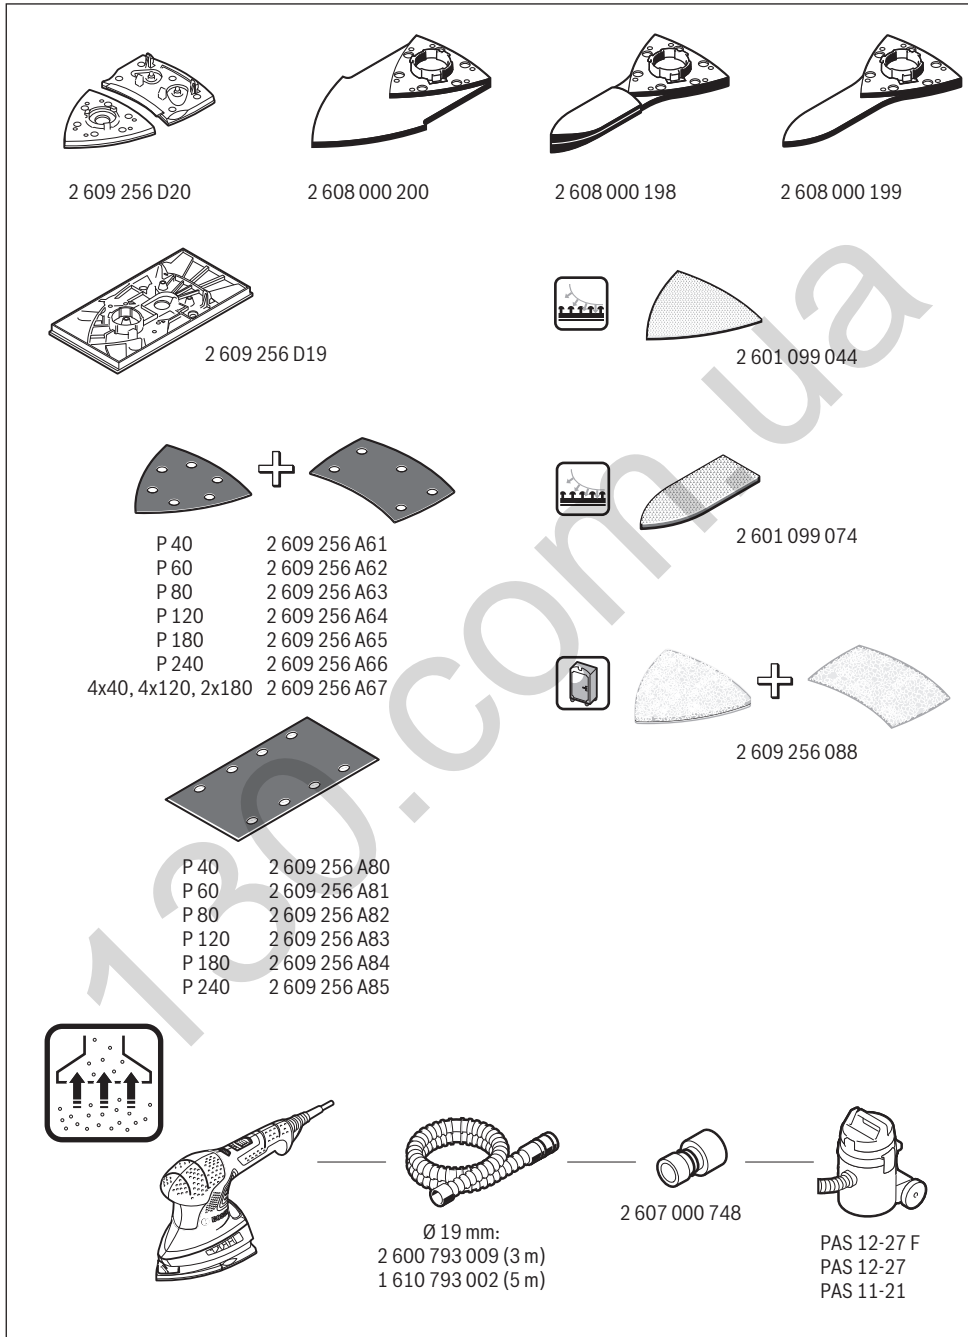 2 609 256 D20
2 608 000 200
2 608 000 198
2 608 000 199
2 609 256 D19
2 601 099 044
P 40 2 609 256 A61
P 60 2 609 256 A62
P 80 2 609 256 A63
P 120 2 609 256 A64
P 180 2 609 256 A65
P 240 2 609 256 A66
4x40, 4x120, 2x180 2 609 256 A67
2 601 099 074
2 609 256 088
P 40 2 609 256 A80
P 60 2 609 256 A81
P 80 2 609 256 A82
P 120 2 609 256 A83
P 180 2 609 256 A84
P 240 2 609 256 A85
Ø 19 mm:
2 600 793 009 (3 m)
1 610 793 002 (5 m)
2 607 000 748
PAS 12-27 F
PAS 12-27
PAS 11-21
130.com.ua